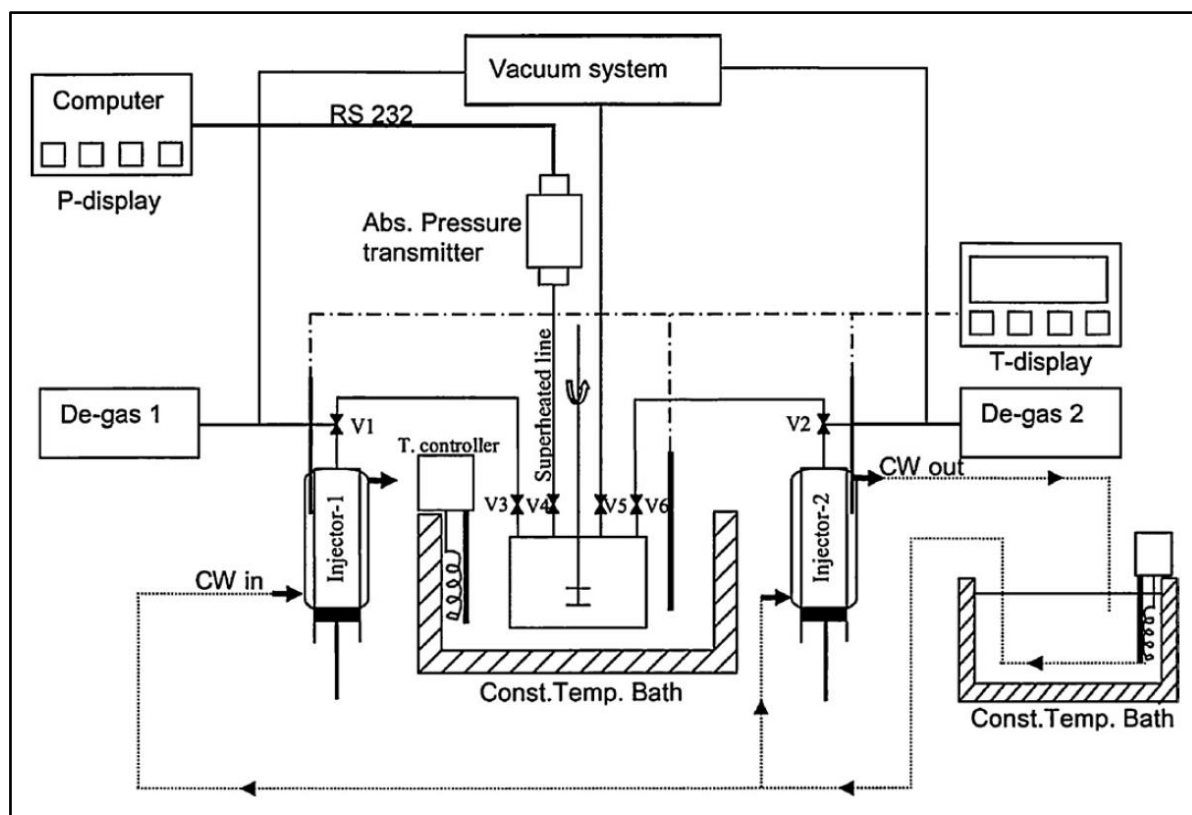 Vacuum system
Computer
RS 232
P-display
Abs. Pressure
transmitter
T-display
Superheated line
De-gas 1
V1
V2
De-gas 2
T. controller
CW out
V3
V4
V5
V6
Injector-1
Injector-2
CW in
Const.Temp. Bath
Const.Temp. Bath